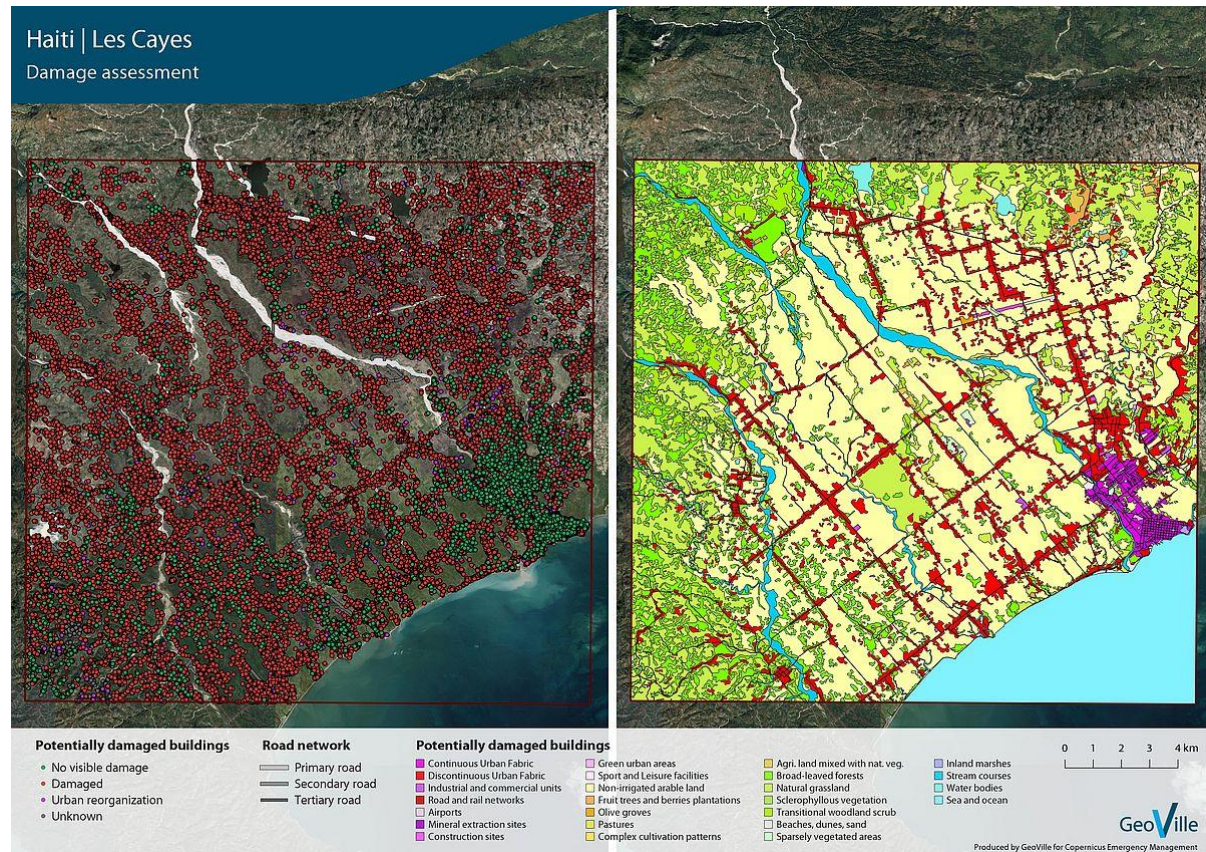 Haiti | Les Cayes
Damage assessment
Potentially damaged buildings
No visible damage
Damaged
Urban reorganization
Unknown
Road network
Primary road
Secondary road
Tertiary road
Potentially damaged buildings
Continuous Urban Fabric
Discontinuous Urban Fabric
Industrial and commercial units
Road and rail networks
Airports
Mineral extraction sites
Construction sites
Green urban areas
Sport and Leisure facilities
Non-irrigated arable land
Fruit trees and berries plantations
Olive groves
Pastures
Complex cultivation patterns
Agri. land mixed with nat. veg.
Broad-leaved forests
Natural grassland
Sclerophyllous vegetation
Transitional woodland scrub
Beaches, dunes, sand
Sparsely vegetated areas
Inland marshes
Stream courses
Water bodies
Sea and ocean
0 1 2 4 km
GeoVille
Produced by GeoVille for Copernicus Emergency Management